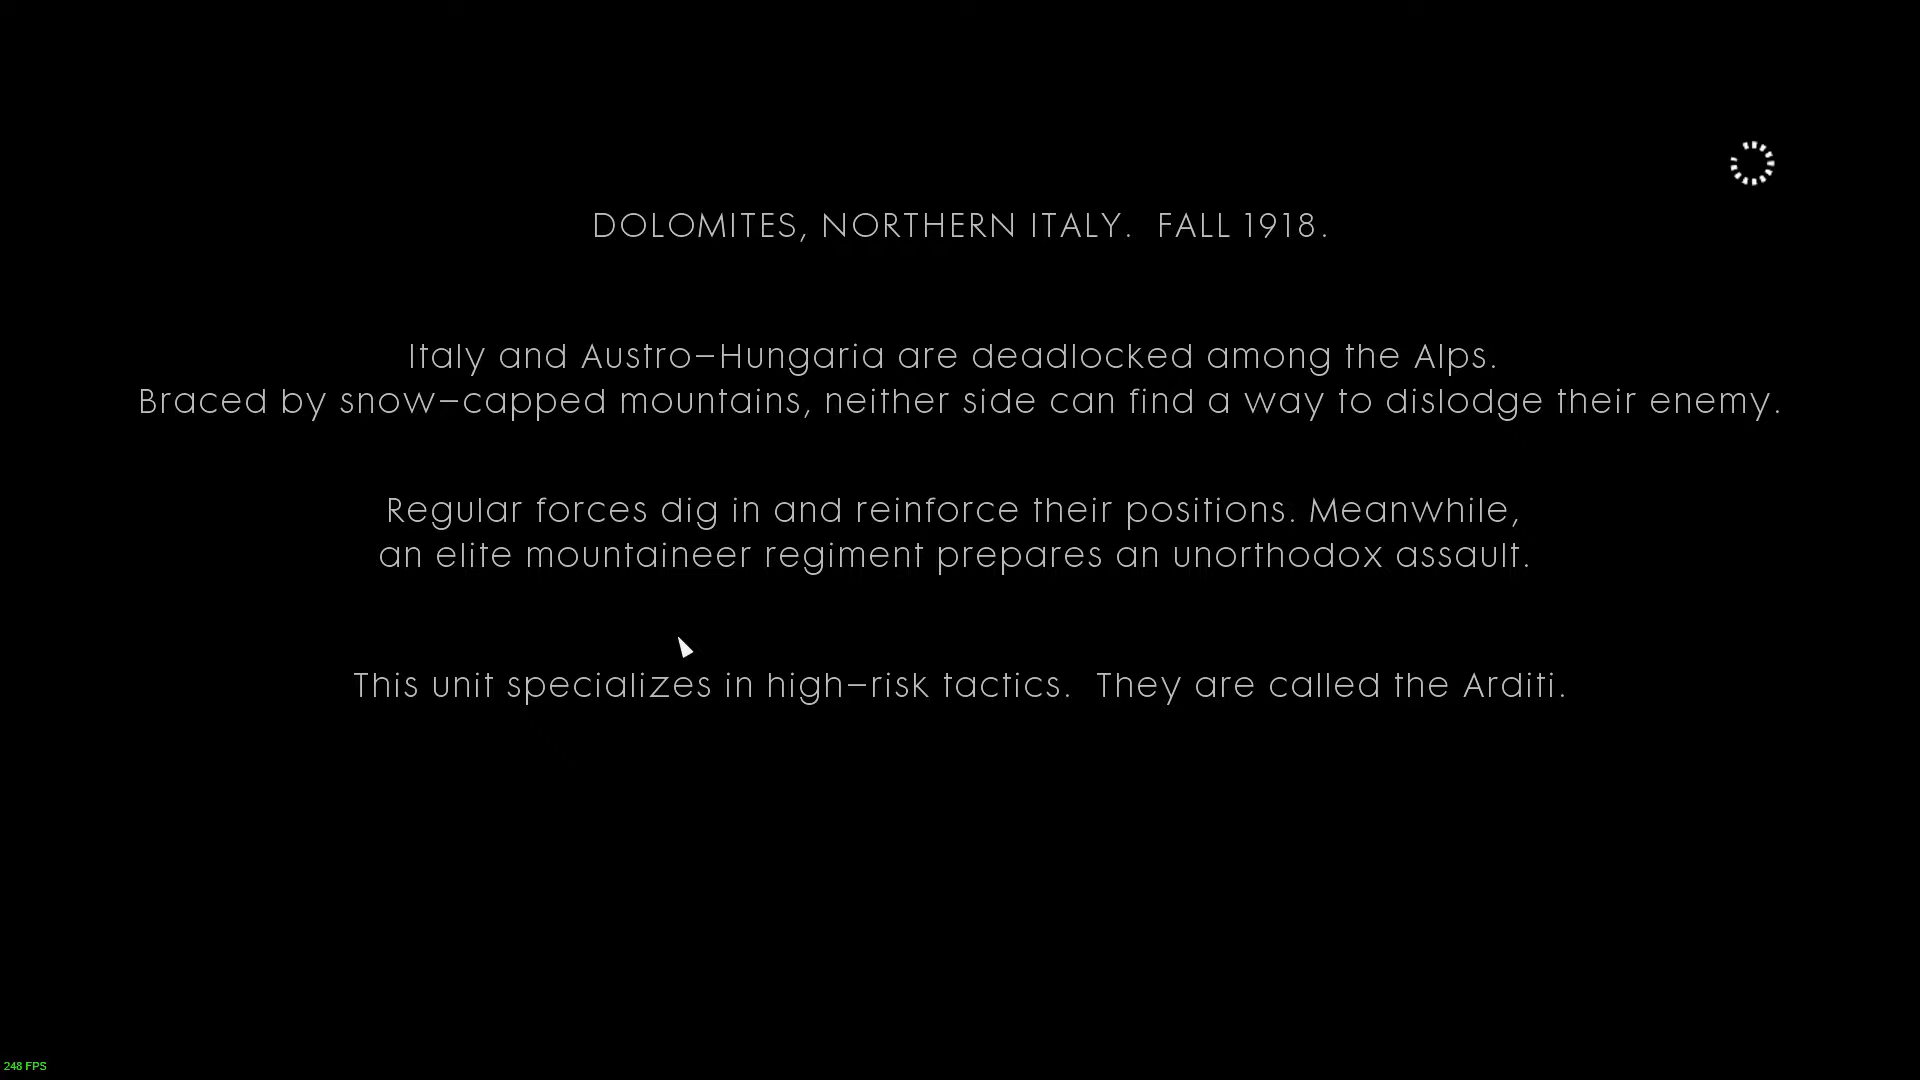 DOLOMITES, NORTHERN ITALY.  FALL 1918.
Italy and Austro-Hungaria are deadlocked among the Alps.
Braced by snow-capped mountains, neither side can find a way to dislodge their enemy.
Regular forces dig in and reinforce their positions. Meanwhile,
an elite mountaineer regiment prepares an unorthodox assault.
This unit specializes in high-risk tactics.  They are called the Arditi.
248 FPS